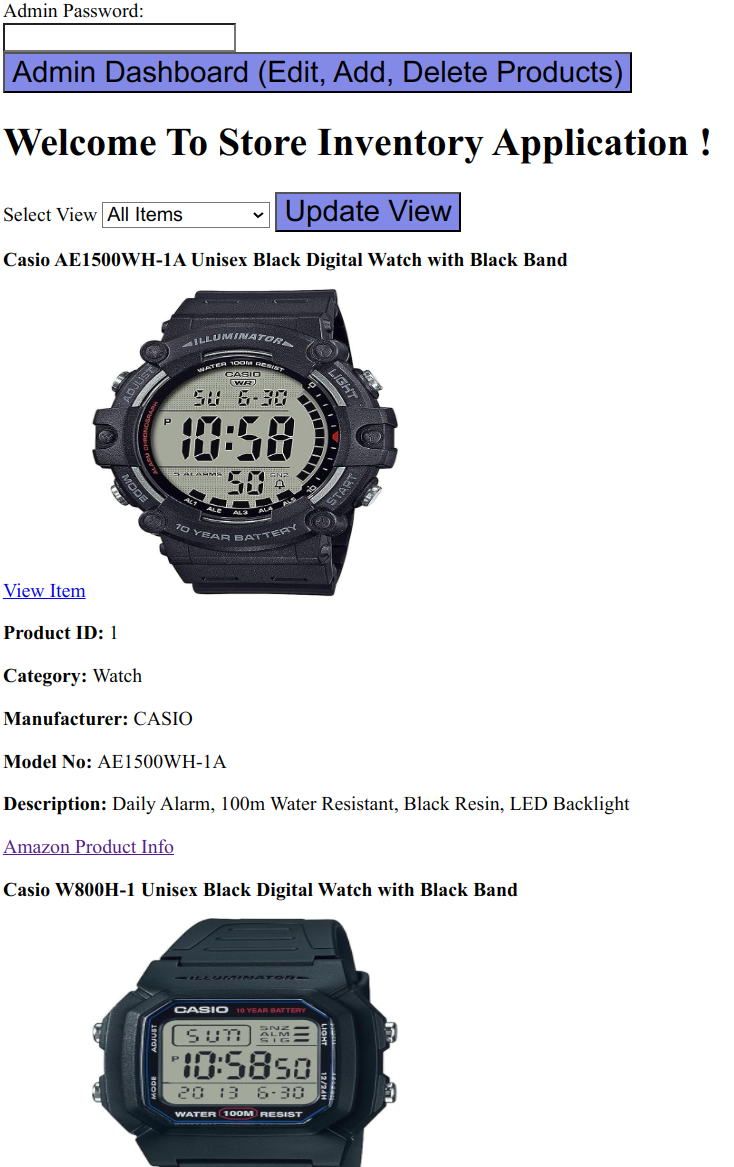 Admin Password:
Admin Dashboard (Edit, Add, Delete Products)
Welcome To Store Inventory Application !
Select View All Items Update View
Casio AE1500WH-1A Unisex Black Digital Watch with Black Band
ILLUMINATOR
WATER 100M RESIST
ADJUST
LIGHT
CASIO
WR
SU 6-30
ALARM CHRONOGRAPH
P 10:58
5 ALARMS SNZ
50
AL1 AL2 AL3 AL4 AL5
MODE
START
10 YEAR BATTERY
View Item
Product ID: 1
Category: Watch
Manufacturer: CASIO
Model No: AE1500WH-1A
Description: Daily Alarm, 100m Water Resistant, Black Resin, LED Backlight
Amazon Product Info
Casio W800H-1 Unisex Black Digital Watch with Black Band
ILLUMINATOR
CASIO 10 YEAR BATTERY
ADJUST
LIGHT
SUN SNZ
ALM
SIG
P 10:58 50
MODE
12/24H
20 13 6-30
WATER 100M RESIST